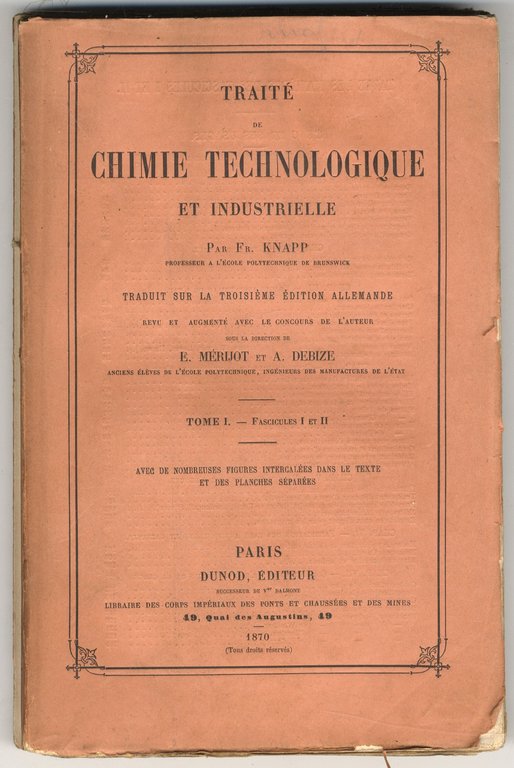 TRAITÉ
DE
CHIMIE TECHNOLOGIQUE
ET INDUSTRIELLE
PAR FR. KNAPP
PROFESSEUR A L'ÉCOLE POLYTECHNIQUE DE BRUNSWICK
TRADUIT SUR LA TROISIÈME ÉDITION ALLEMANDE
REVU ET AUGMENTÉ AVEC LE CONCOURS DE L'AUTEUR
SOUS LA DIRECTION DE
E. MÉRIJOT ET A. DEBIZE
ANCIENS ÉLÈVES DE L'ÉCOLE POLYTECHNIQUE, INGÉNIEURS DES MANUFACTURES DE L'ÉTAT
TOME I. — FASCICULES I ET II
AVEC DE NOMBREUSES FIGURES INTERCALÉES DANS LE TEXTE
ET DES PLANCHES SÉPARÉES
PARIS
DUNOD, ÉDITEUR
SUCCESSEUR DE Vor DALMONT
LIBRAIRE DES CORPS IMPÉRIAUX DES PONTS ET CHAUSSÉES ET DES MINES
49, Quai des Augustins, 49
1870
(Tous droits réservés)